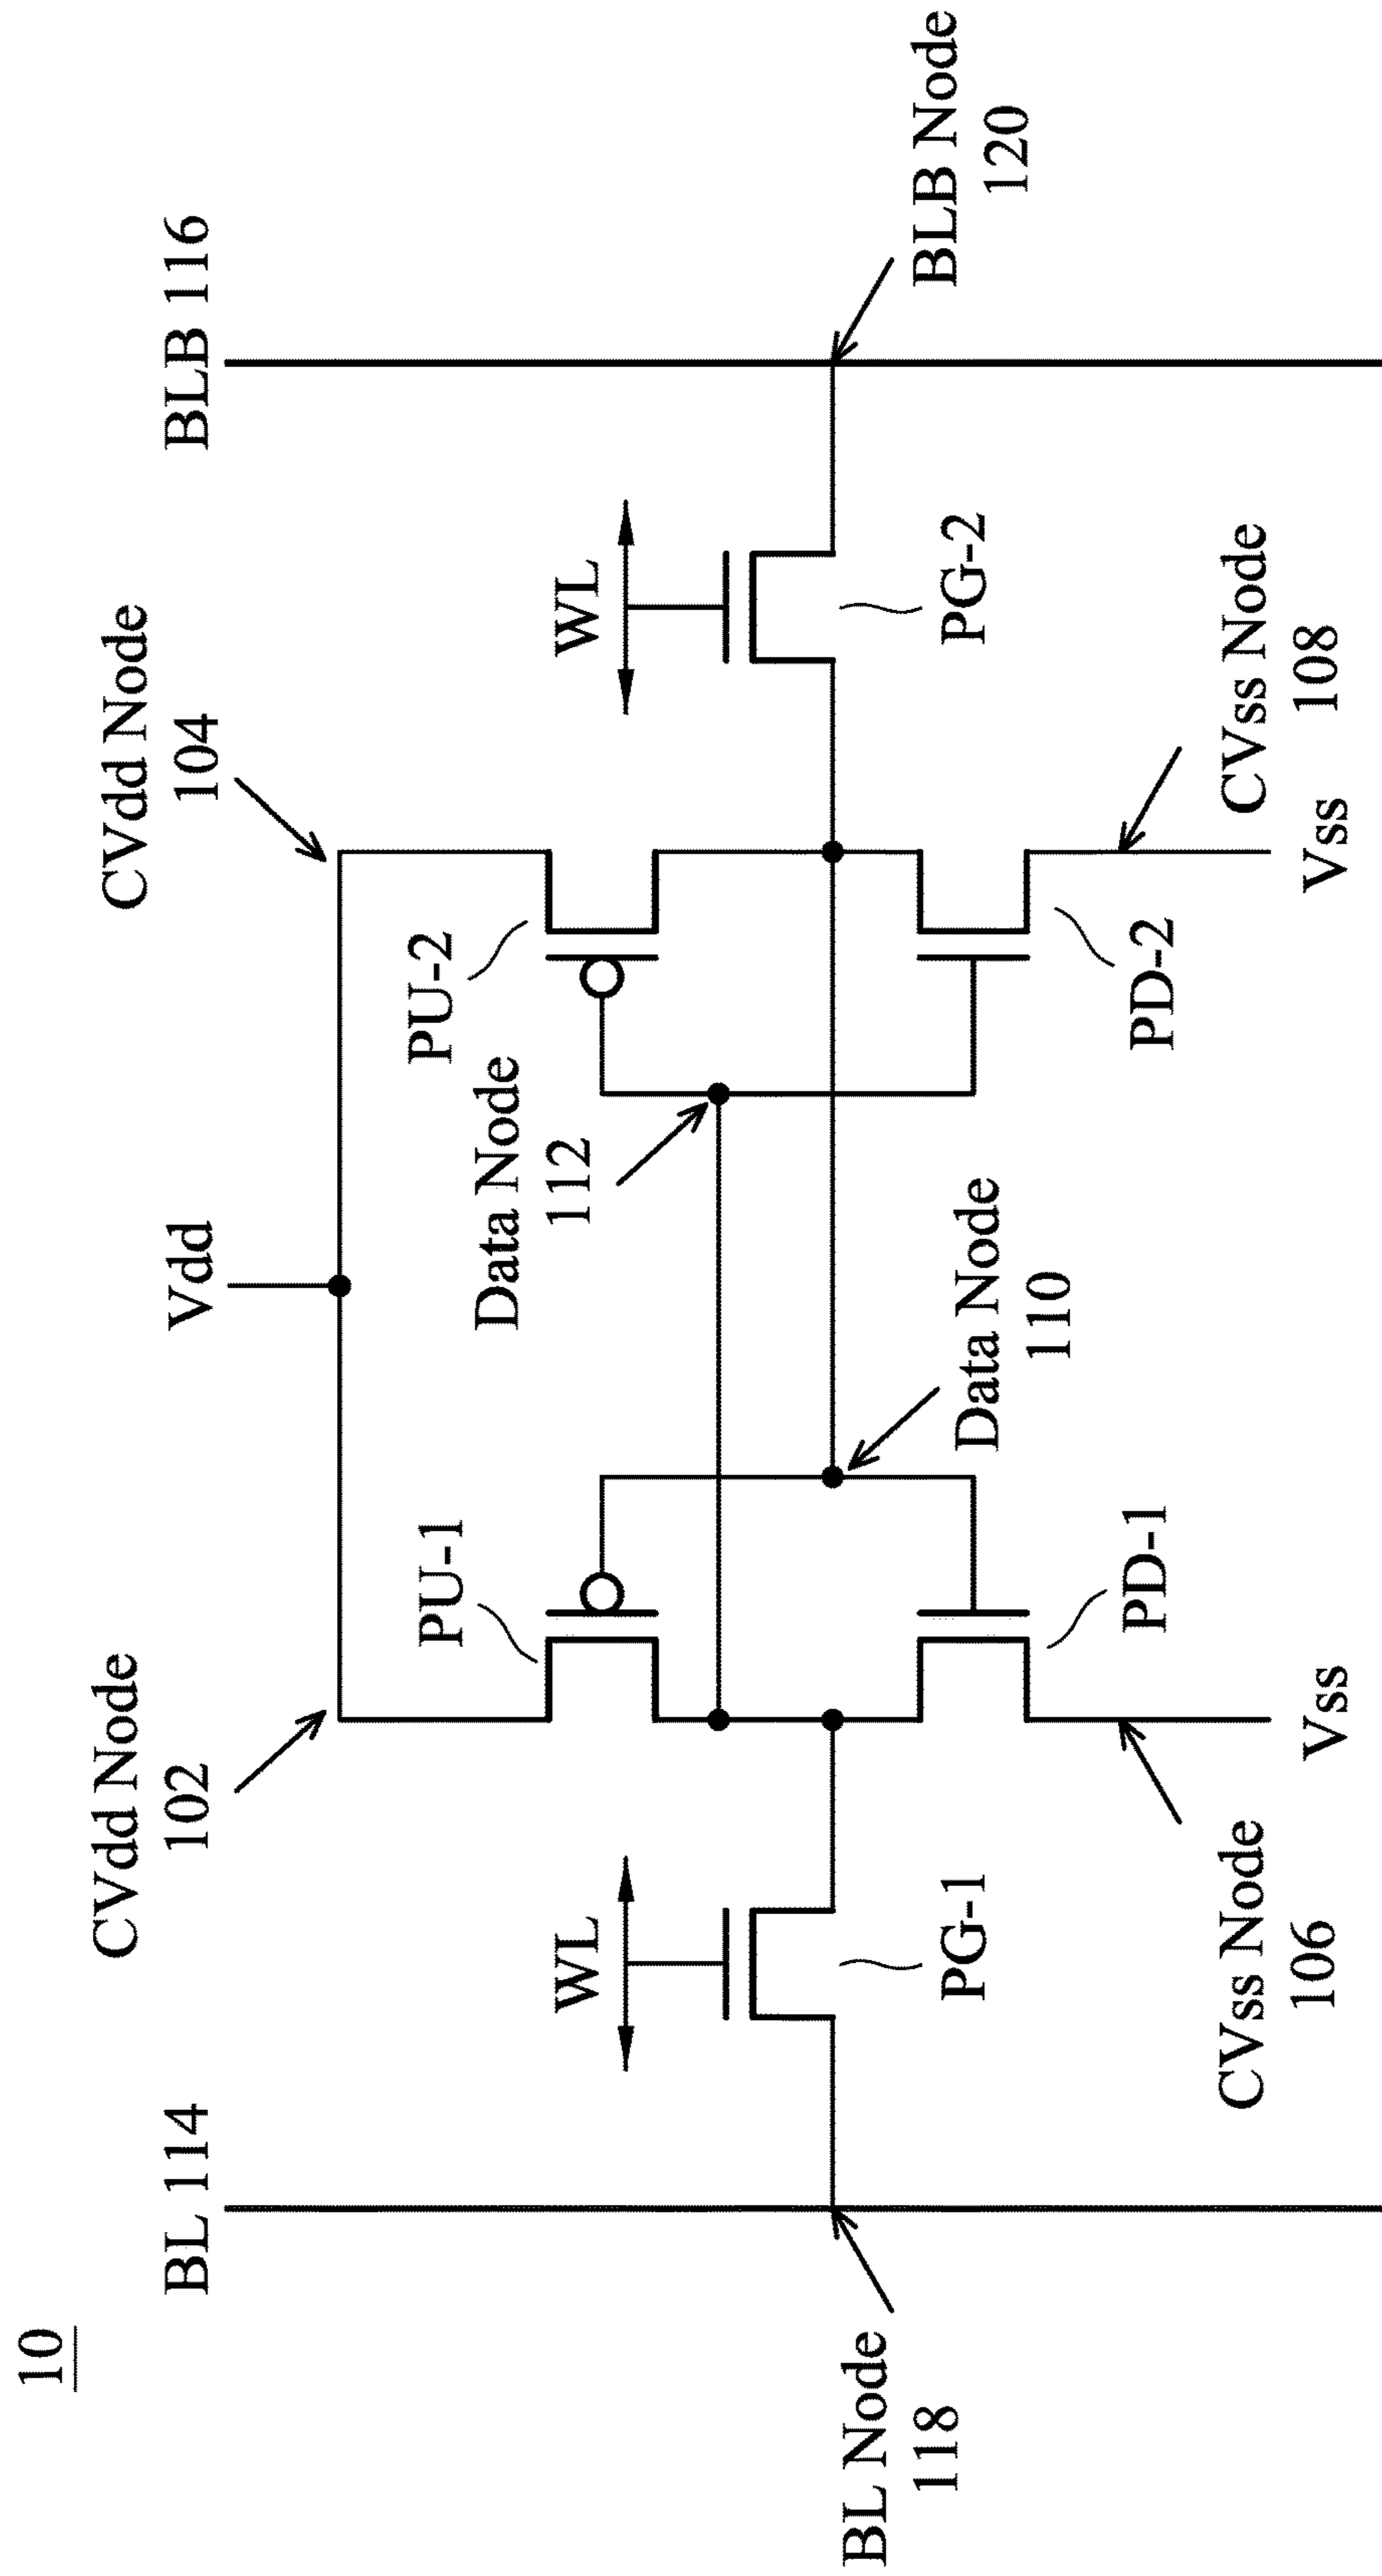 10
BL 114
CVdd Node
102
Vdd
CVdd Node
104
BLB 116
PU-1
PU-2
Data Node
112
WL
WL
BL Node
118
PG-1
Data Node
110
PG-2
BLB Node
120
PD-1
PD-2
CVss Node
106
Vss
Vss
CVss Node
108